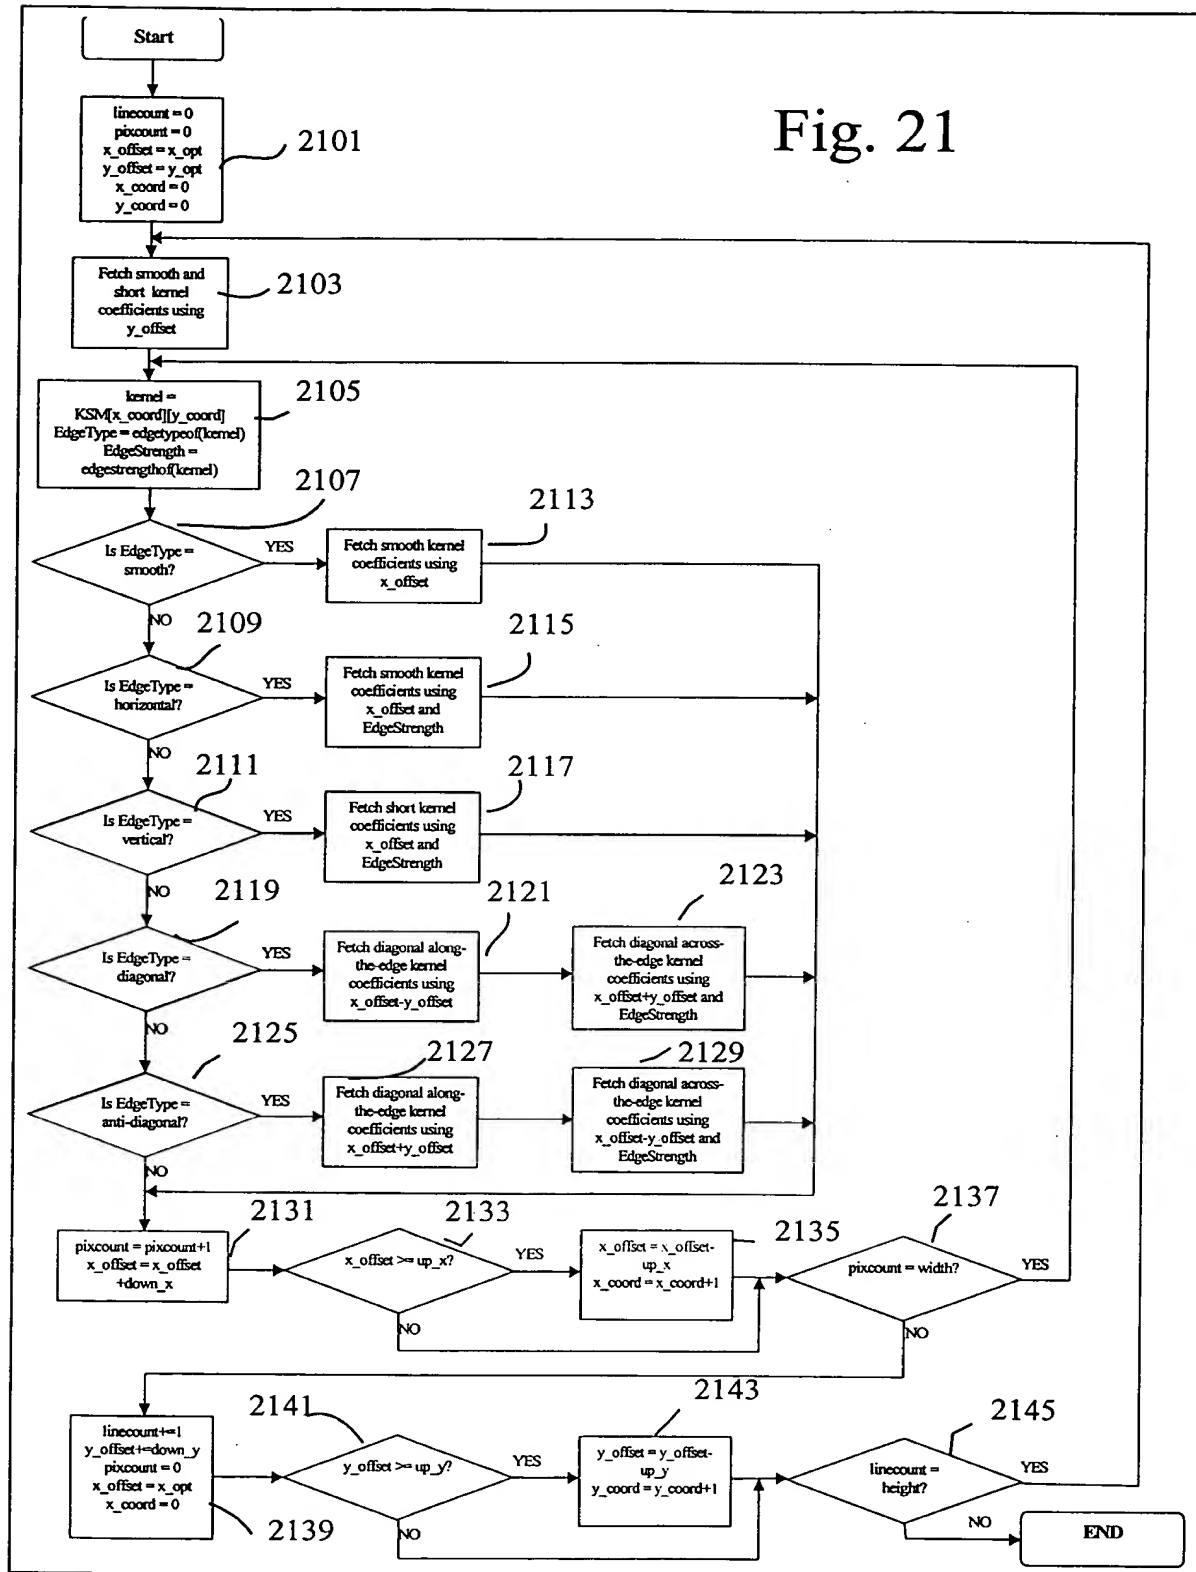 Start
Fig. 21
linecount = 0
pixcount = 0
x_offset = x_opt
y_offset = y_opt
x_coord = 0
y_coord = 0
2101
Fetch smooth and
short kernel
coefficients using
y_offset
2103
kernel =
KSM[x_coord][y_coord]
EdgeType = edgetypeof(kernel)
EdgeStrength =
edgestrengthof(kernel)
2105
2107
Is EdgeType =
smooth?
YES
NO
2113
Fetch smooth kernel
coefficients using
x_offset
2109
Is EdgeType =
horizontal?
YES
NO
2115
Fetch smooth kernel
coefficients using
x_offset and
EdgeStrength
2111
Is EdgeType =
vertical?
YES
NO
2117
Fetch short kernel
coefficients using
x_offset and
EdgeStrength
2119
Is EdgeType =
diagonal?
YES
NO
2121
Fetch diagonal along-
the-edge kernel
coefficients using
x_offset-y_offset
2123
Fetch diagonal across-
the-edge kernel
coefficients using
x_offset+y_offset and
EdgeStrength
2125
Is EdgeType =
anti-diagonal?
YES
NO
2127
Fetch diagonal along-
the-edge kernel
coefficients using
x_offset+y_offset
2129
Fetch diagonal across-
the-edge kernel
coefficients using
x_offset-y_offset and
EdgeStrength
2131
pixcount = pixcount+1
x_offset = x_offset
+down_x
2133
x_offset >= up_x?
YES
NO
2135
x_offset = x_offset-
up_x
x_coord = x_coord+1
2137
pixcount = width?
YES
NO
linecount+=1
y_offset+=down_y
pixcount = 0
x_offset = x_opt
x_coord = 0
2139
2141
y_offset >= up_y?
YES
NO
2143
y_offset = y_offset-
up_y
y_coord = y_coord+1
2145
linecount =
height?
YES
NO
END